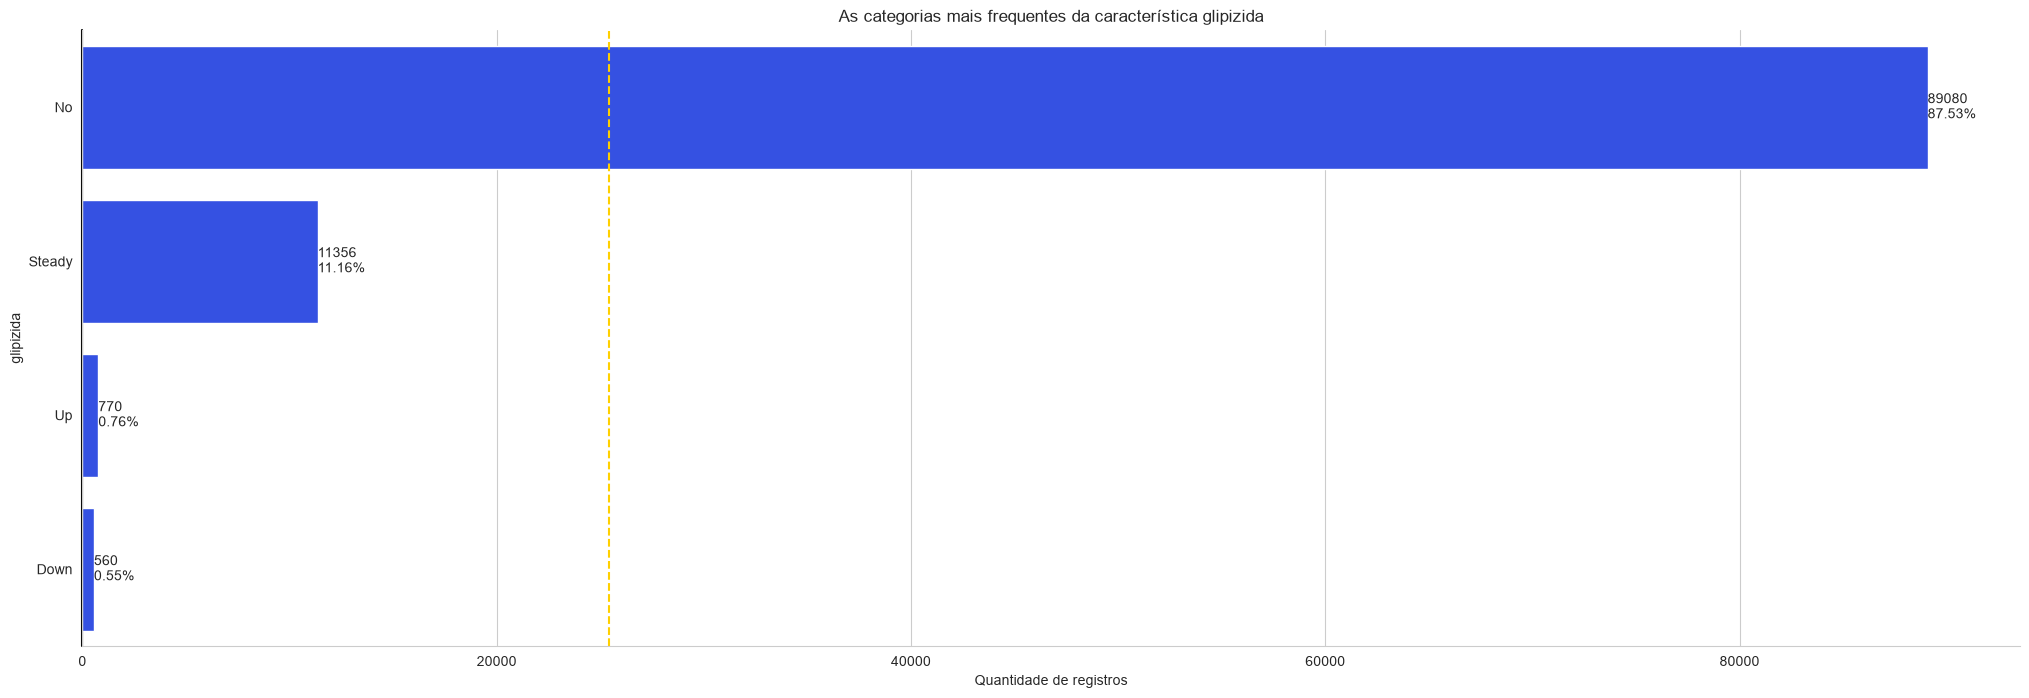 As categorias mais frequentes da característica glipizida
No
89080
87.53%
Steady
11356
11.16%
glipizida
Up
770
0.76%
Down
560
0.55%
0
20000
40000
60000
80000
Quantidade de registros